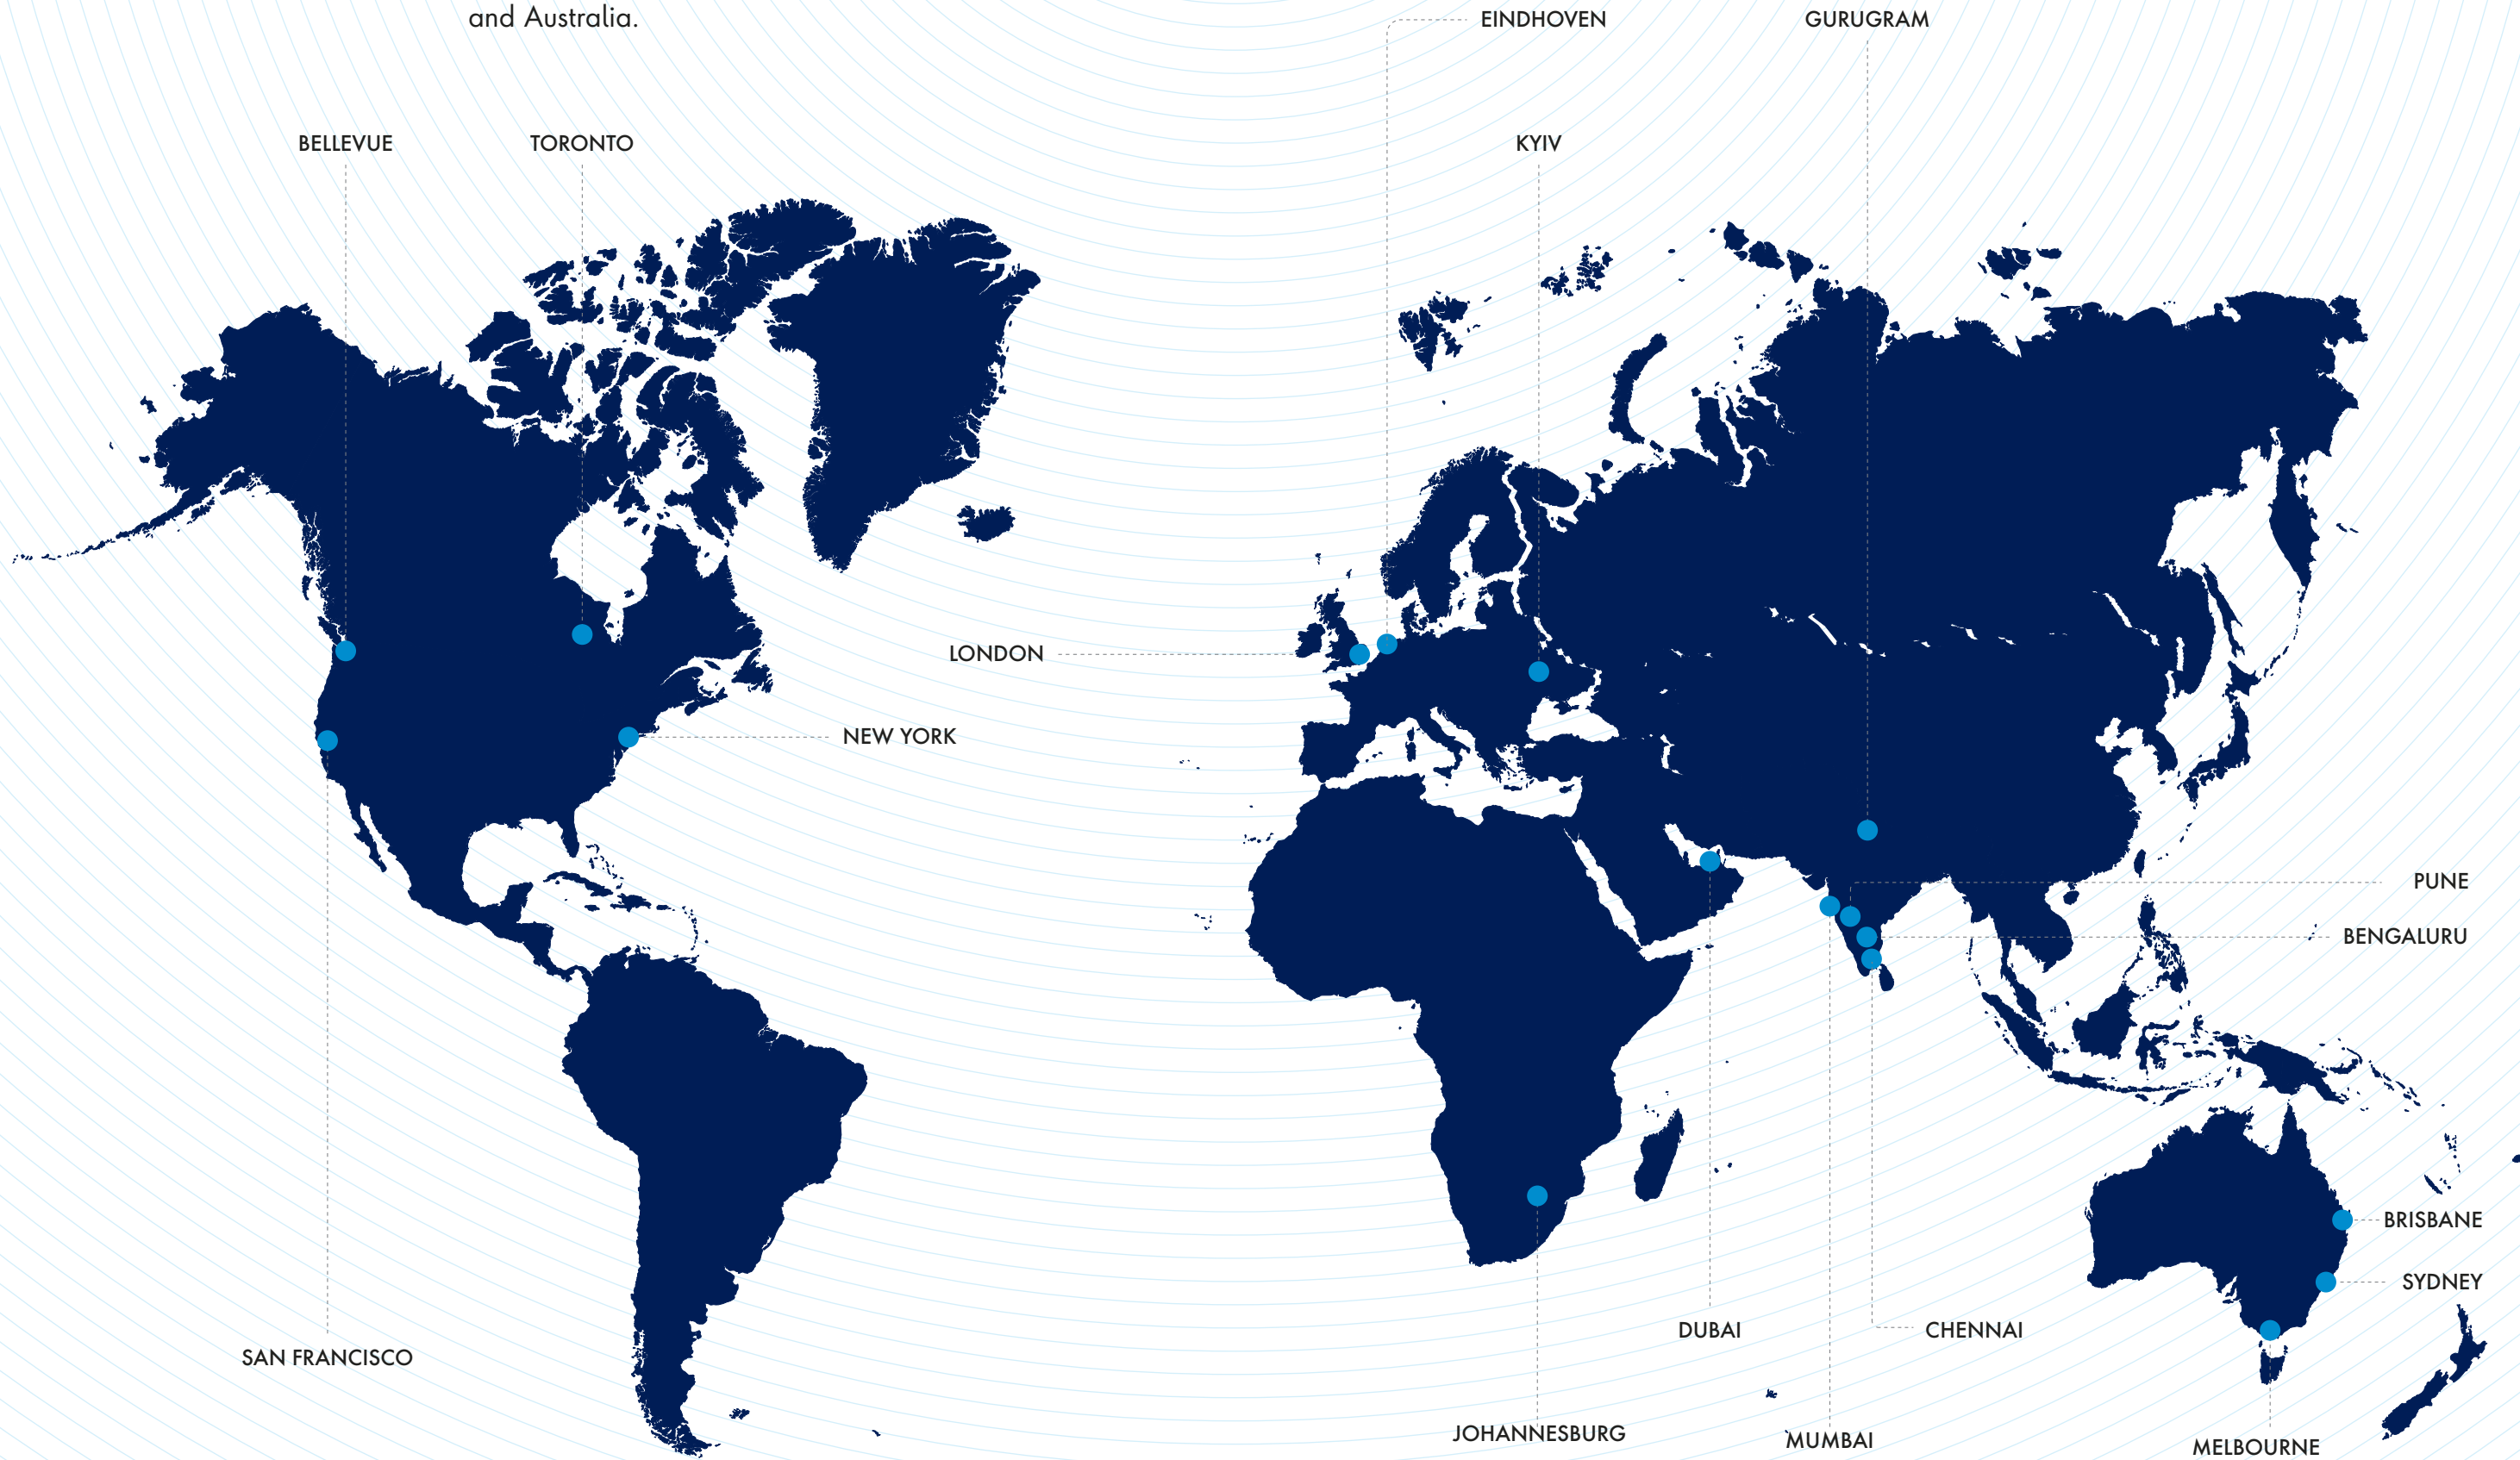 and Australia.
EINDHOVEN
GURUGRAM
BELLEVUE
TORONTO
KYIV
LONDON
NEW YORK
PUNE
BENGALURU
BRISBANE
SYDNEY
DUBAI
CHENNAI
SAN FRANCISCO
JOHANNESBURG
MUMBAI
MELBOURNE